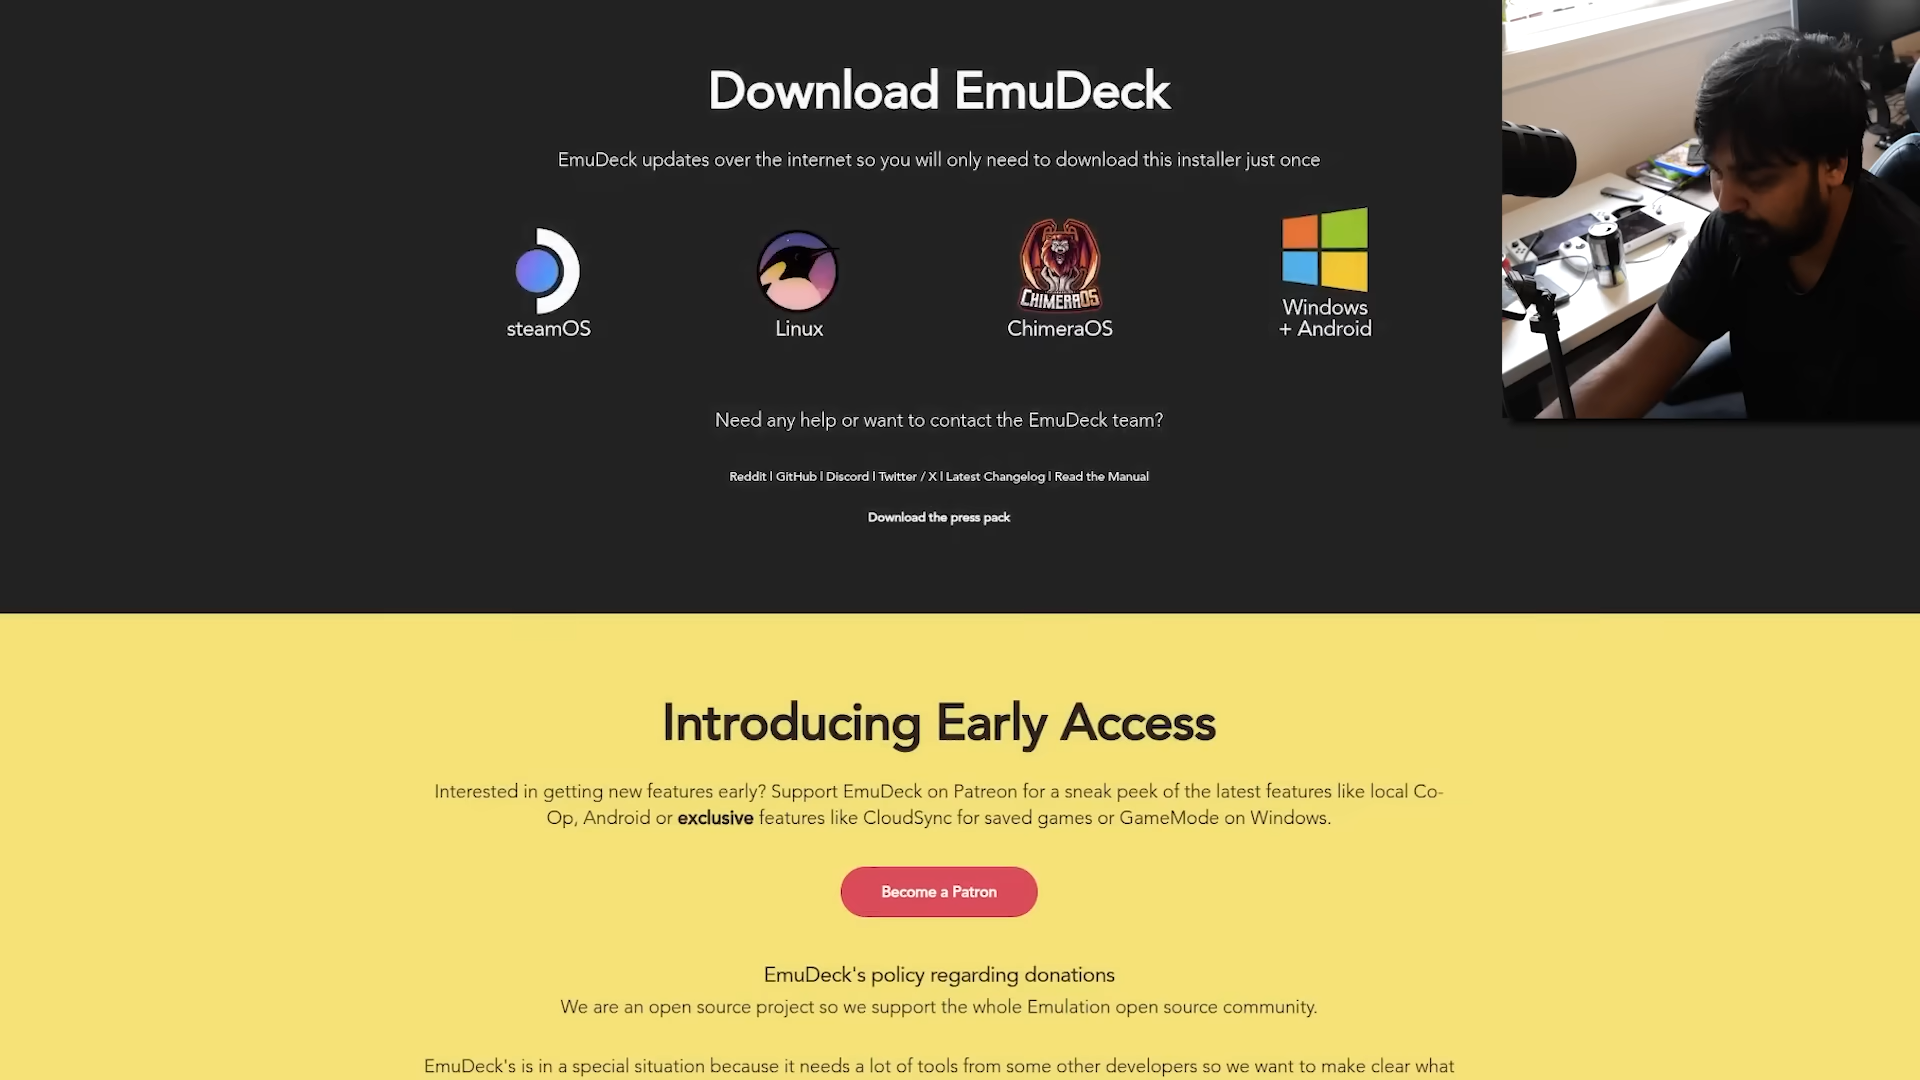 Download EmuDeck
EmuDeck updates over the internet so you will only need to download this installer just once
CHIMERAOS
steamOS
Linux
ChimeraOS
Windows
+ Android
Need any help or want to contact the EmuDeck team?
Reddit | GitHub | Discord | Twitter / X | Latest Changelog | Read the Manual
Download the press pack
Introducing Early Access
Interested in getting new features early? Support EmuDeck on Patreon for a sneak peek of the latest features like local Co-
Op, Android or exclusive features like CloudSync for saved games or GameMode on Windows.
Become a Patron
EmuDeck's policy regarding donations
We are an open source project so we support the whole Emulation open source community.
EmuDeck's is in a special situation because it needs a lot of tools from some other developers so we want to make clear what